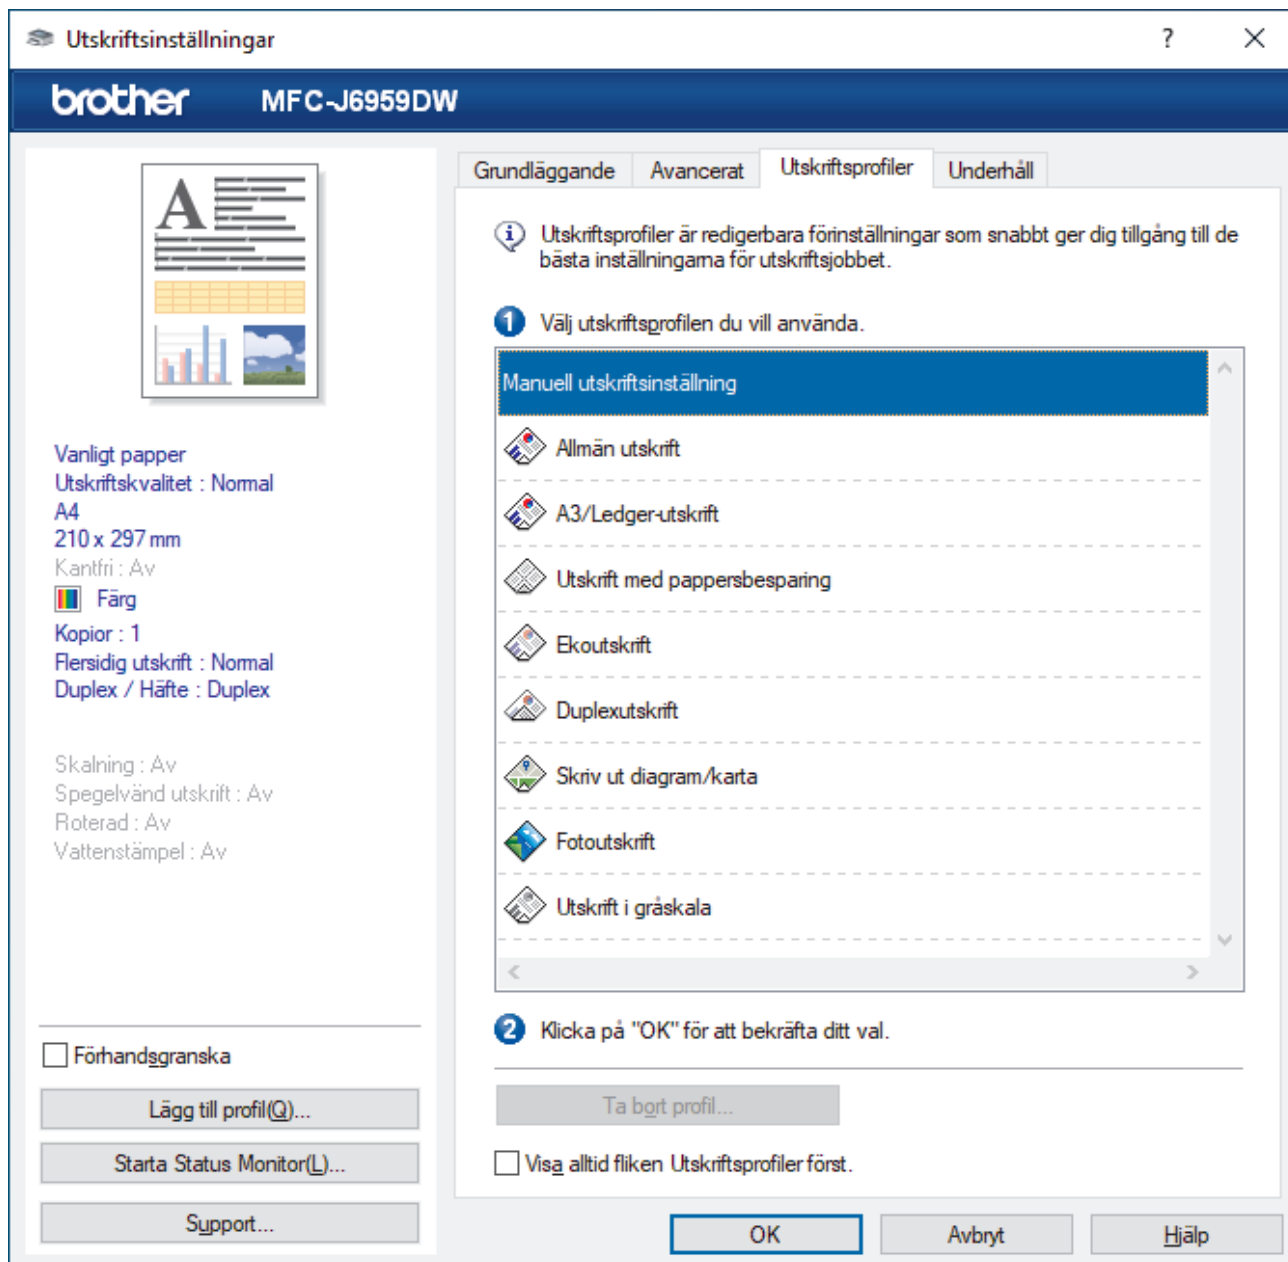 Utskriftsinställningar
?
brother MFC-J6959DW
Grundläggande Avancerat Utskriftsprofiler Underhåll
A
Utskriftsprofiler är redigerbara förinställningar som snabbt ger dig tillgång till de
bästa inställningarna för utskriftsjobbet.
1 Välj utskriftsprofilen du vill använda.
Manuell utskriftsinställning
Allmän utskrift
A3/Ledger-utskrift
Utskrift med pappersbesparing
Ekoutskrift
Duplexutskrift
Skriv ut diagram/karta
Fotoutskrift
Utskrift i gråskala
2 Klicka på "OK" för att bekräfta ditt val.
Ta bort profil...
Visa alltid fliken Utskriftsprofiler först.
Vanligt papper
Utskriftskvalitet : Normal
A4
210 x 297 mm
Kantfri : Av
Färg
Kopior : 1
Flersidig utskrift : Normal
Duplex / Häfte : Duplex
Skalning : Av
Spegelvänd utskrift : Av
Roterad : Av
Vattenstämpel : Av
Förhandsgranska
Lägg till profil(Q)...
Starta Status Monitor(L)...
Support...
OK Avbryt Hjälp